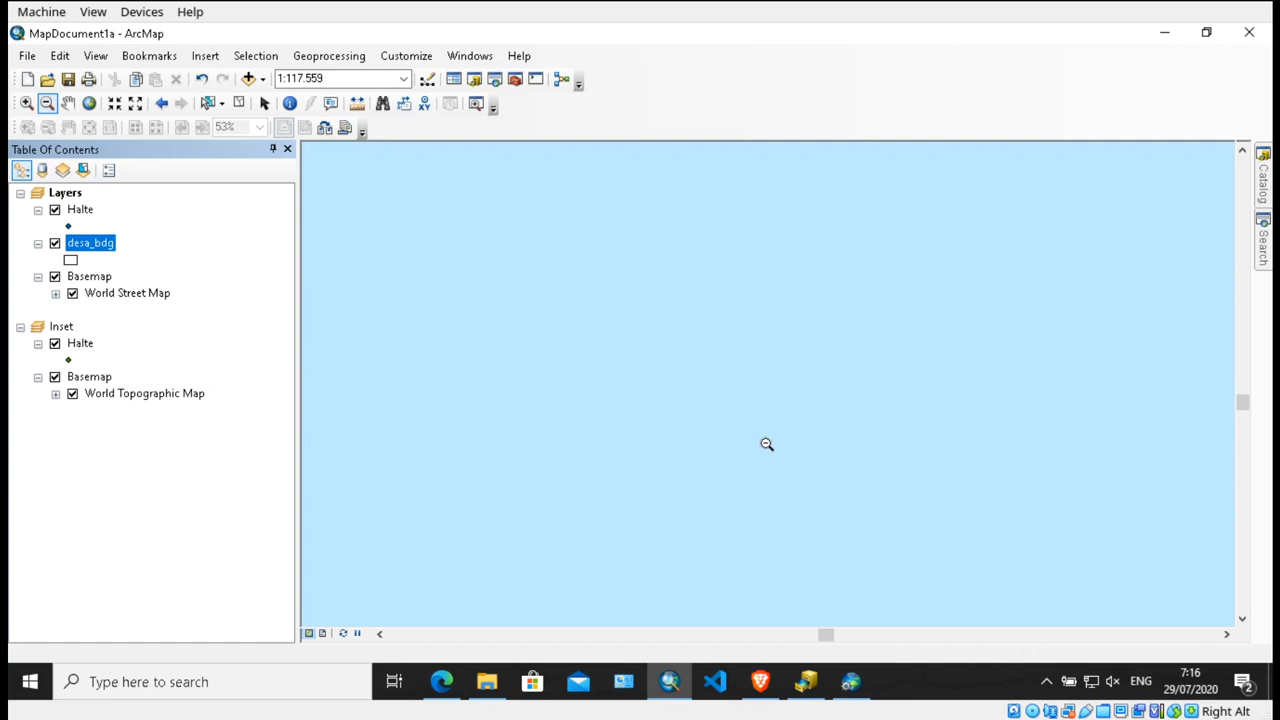 Machine View Devices Help
MapDocument1a - ArcMap
File Edit View Bookmarks Insert Selection Geoprocessing Customize Windows Help
1:117.559
53%
Table Of Contents
Layers
Halte
desa_bdg
Basemap
World Street Map
Inset
Halte
Basemap
World Topographic Map
Catalog
Search
Type here to search
ENG
7:16
29/07/2020
2
Right Alt